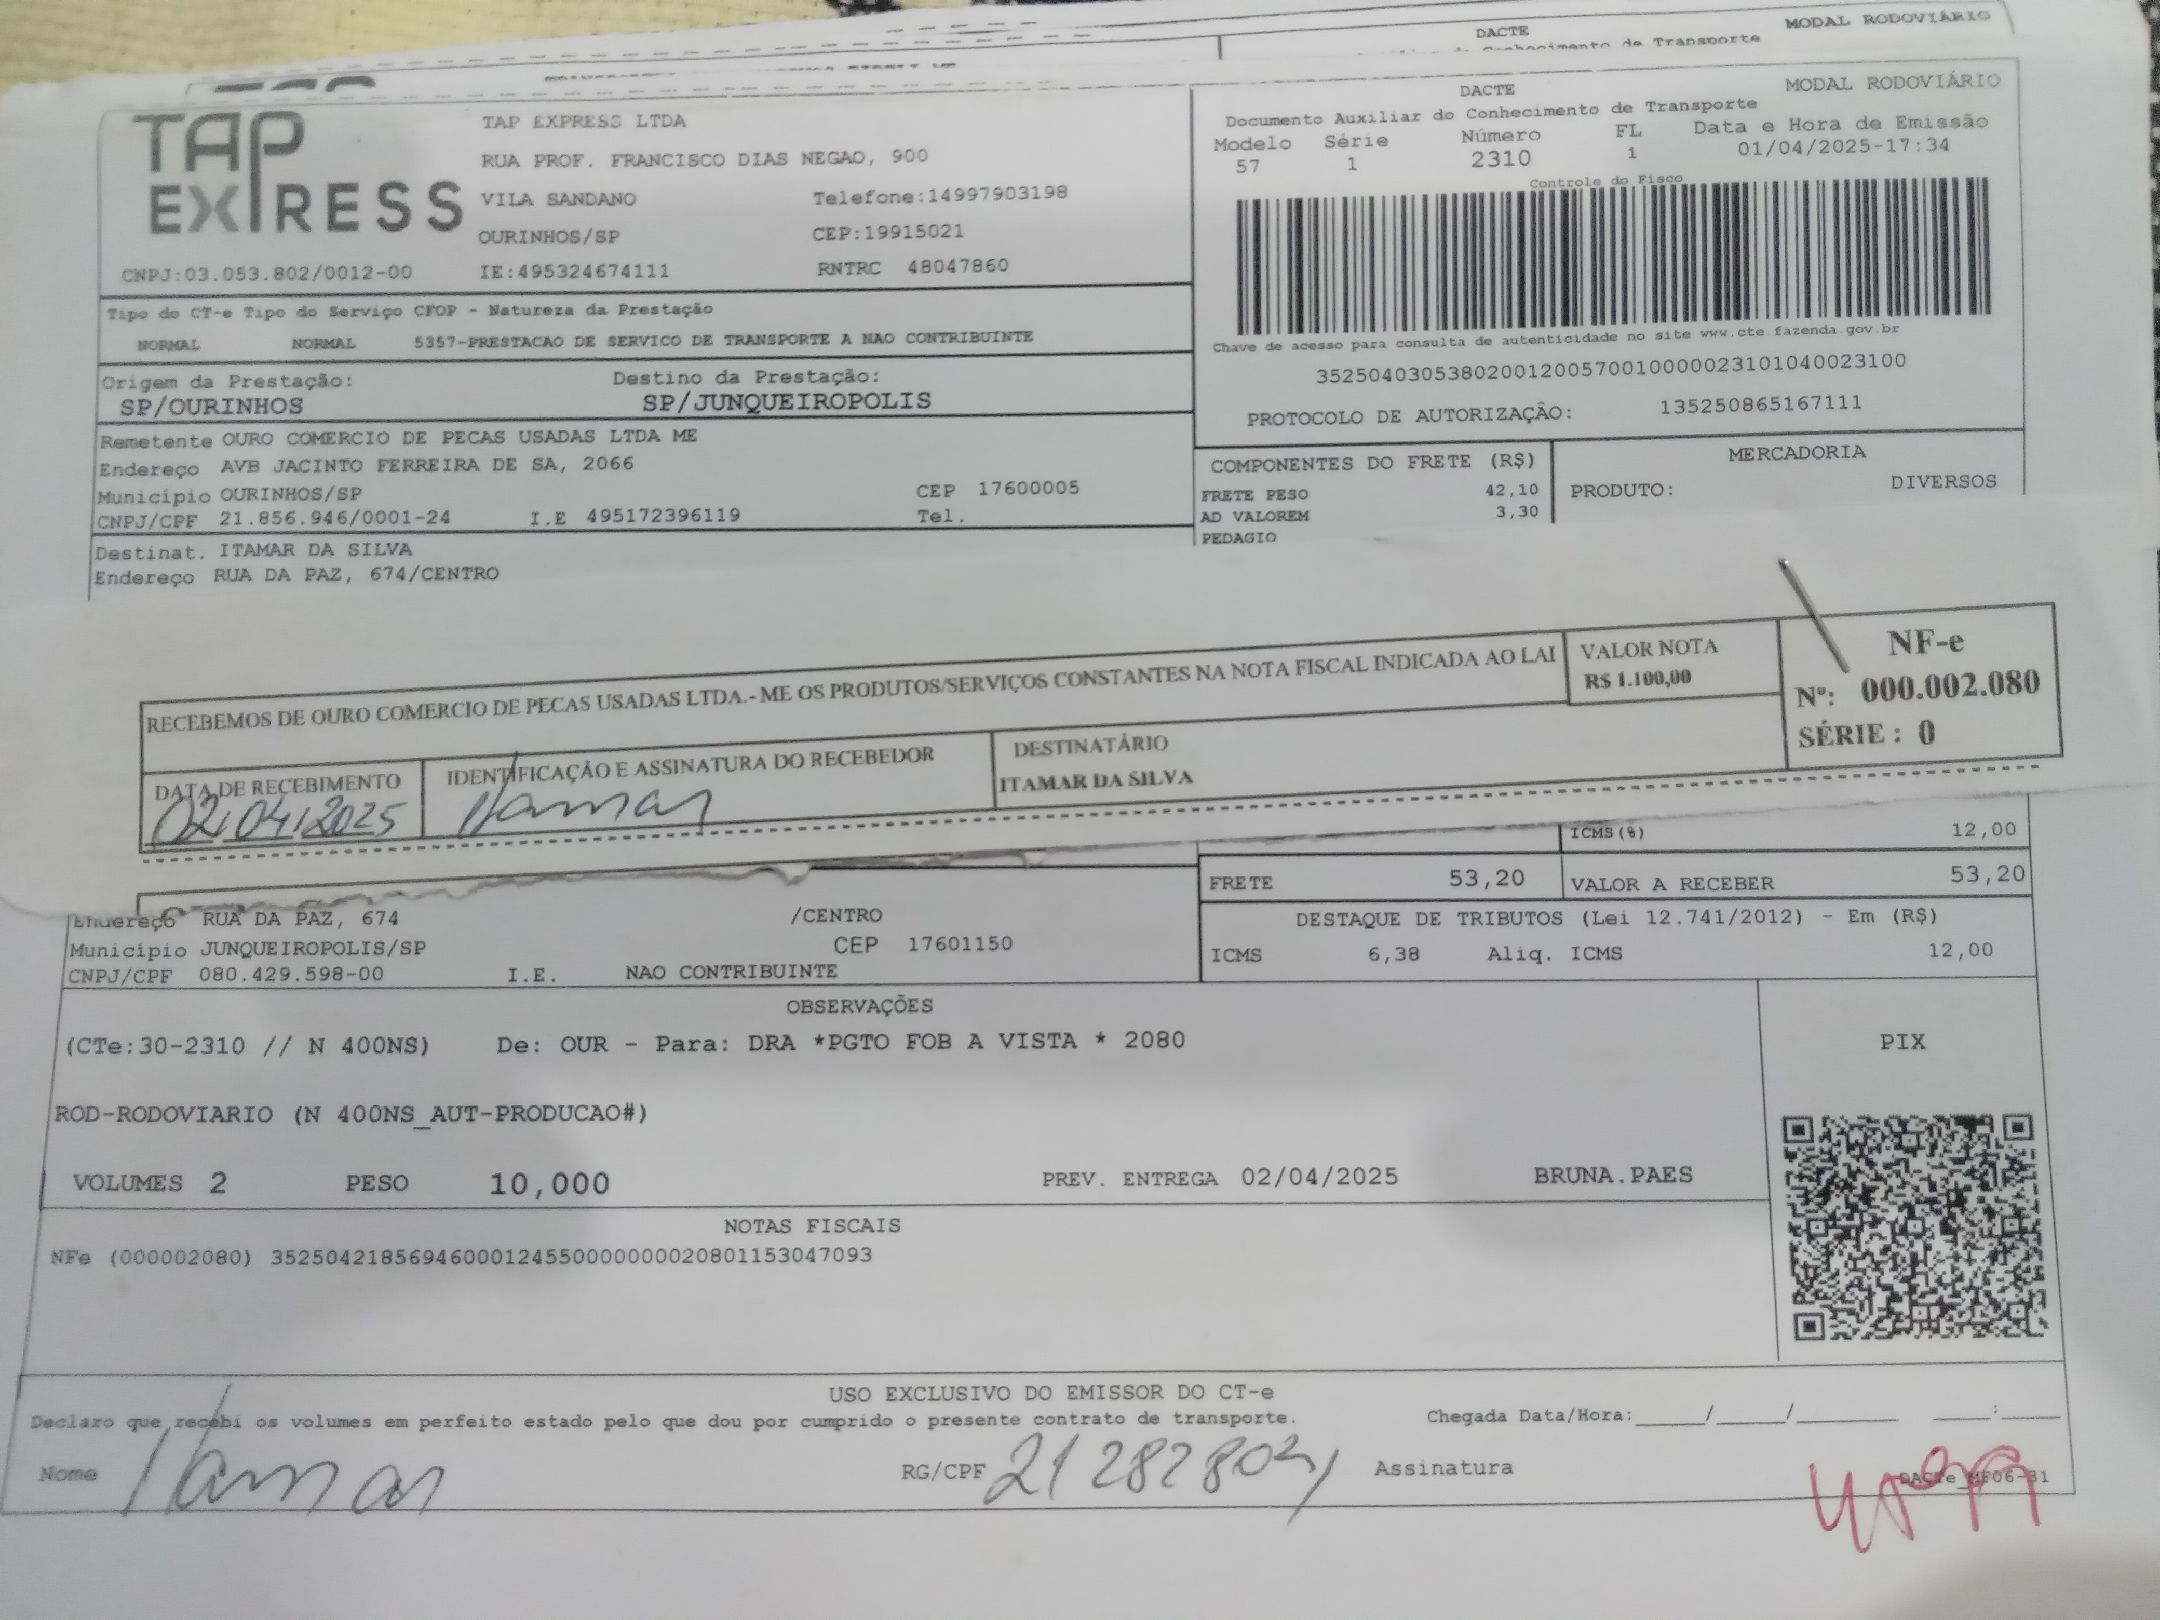 DACTE
MODAL RODOVIÁRIO
de Transporte
TAP EXPRESS
TAP EXPRESS LTDA
RUA PROF. FRANCISCO DIAS NEGAO, 900
VILA SANDANO Telefone:14997903198
OURINHOS/SP CEP:19915021
CNPJ:03.053.802/0012-00 IE:495324674111 RNTRC 48047860
DACTE MODAL RODOVIÁRIO
Documento Auxiliar do Conhecimento de Transporte
Modelo Série Número FL Data e Hora de Emissão
57 1 2310 1 01/04/2025-17:34
Controle do Fisco
Chave de acesso para consulta de autenticidade no site www.cte.fazenda.gov.br
35250403053802001200570010000023101040023100
PROTOCOLO DE AUTORIZAÇÃO: 135250865167111
Tipo do CT-e Tipo do Serviço CFOP - Natureza da Prestação
NORMAL NORMAL 5357-PRESTACAO DE SERVICO DE TRANSPORTE A NAO CONTRIBUINTE
Origem da Prestação: Destino da Prestação:
SP/OURINHOS SP/JUNQUEIROPOLIS
Remetente OURO COMERCIO DE PECAS USADAS LTDA ME
Endereço AVB JACINTO FERREIRA DE SA, 2066
Município OURINHOS/SP CEP 17600005
CNPJ/CPF 21.856.946/0001-24 I.E 495172396119 Tel.
Destinat. ITAMAR DA SILVA
Endereço RUA DA PAZ, 674/CENTRO
COMPONENTES DO FRETE (R$)
FRETE PESO 42,10
AD VALOREM 3,30
PEDAGIO
MERCADORIA
PRODUTO: DIVERSOS
RECEBEMOS DE OURO COMERCIO DE PECAS USADAS LTDA.- ME OS PRODUTOS/SERVIÇOS CONSTANTES NA NOTA FISCAL INDICADA AO LAI
VALOR NOTA
R$ 1.100,00
NF-e
Nº: 000.002.080
SÉRIE : 0
DATA DE RECEBIMENTO
02/04/2025
IDENTIFICAÇÃO E ASSINATURA DO RECEBEDOR
Itamar
DESTINATÁRIO
ITAMAR DA SILVA
ICMS(%) 12,00
FRETE 53,20 VALOR A RECEBER 53,20
Endereço RUA DA PAZ, 674 /CENTRO
Município JUNQUEIROPOLIS/SP CEP 17601150
CNPJ/CPF 080.429.598-00 I.E. NAO CONTRIBUINTE
DESTAQUE DE TRIBUTOS (Lei 12.741/2012) - Em (R$)
ICMS 6,38 Aliq. ICMS 12,00
OBSERVAÇÕES
(CTe:30-2310 // N 400NS) De: OUR - Para: DRA *PGTO FOB A VISTA * 2080
PIX
ROD-RODOVIARIO (N 400NS_AUT-PRODUCAO#)
VOLUMES 2 PESO 10,000 PREV. ENTREGA 02/04/2025 BRUNA.PAES
NOTAS FISCAIS
NFe (000002080) 35250421856946000124550000000020801153047093
USO EXCLUSIVO DO EMISSOR DO CT-e
Declaro que recebi os volumes em perfeito estado pelo que dou por cumprido o presente contrato de transporte. Chegada Data/Hora:_____/_____/________ ____:_____
Nome Itamar RG/CPF Assinatura